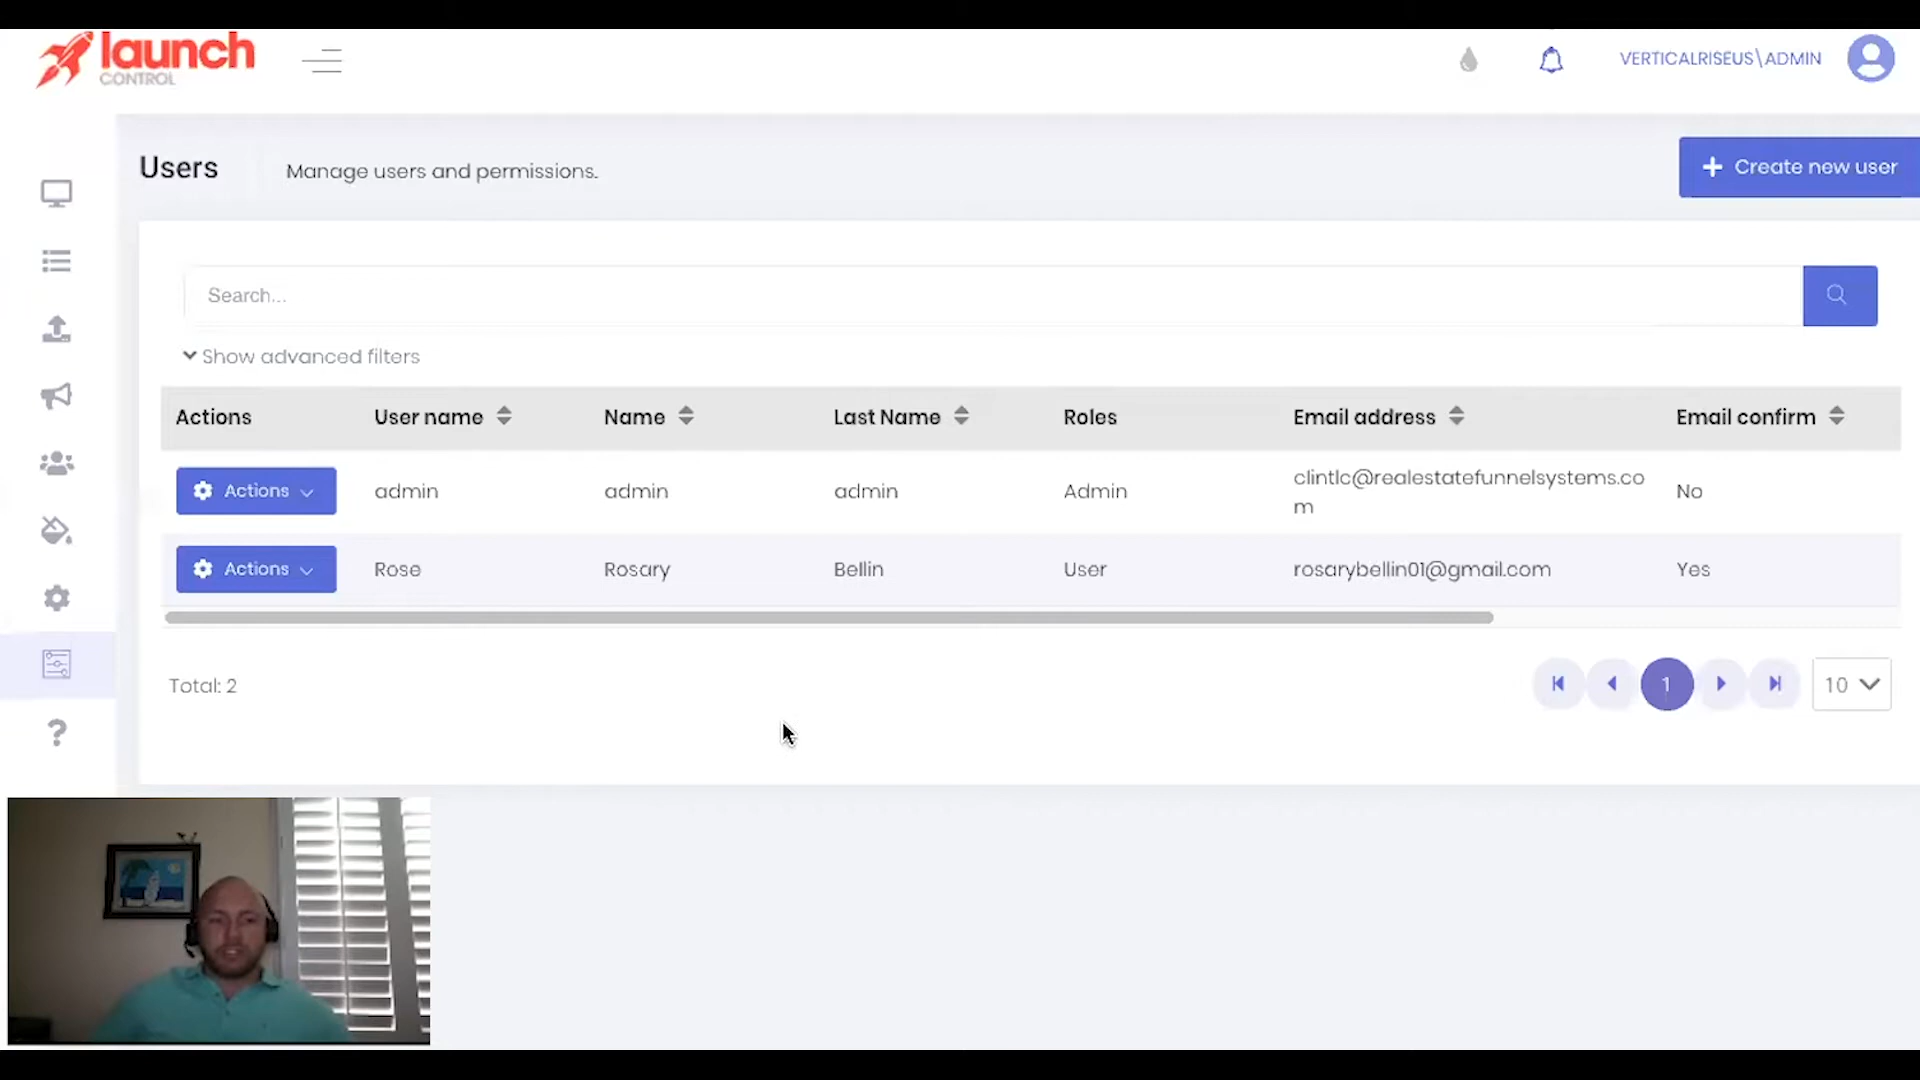 launch
CONTROL
VERTICALRISEUS\ADMIN
Users
Manage users and permissions.
+ Create new user
Search...
Show advanced filters
Actions User name Name Last Name Roles Email address Email confirm
Actions admin admin admin Admin clintlc@realestatefunnelsystems.co
m No
Actions Rose Rosary Bellin User rosarybellin01@gmail.com Yes
Total: 2
1
10